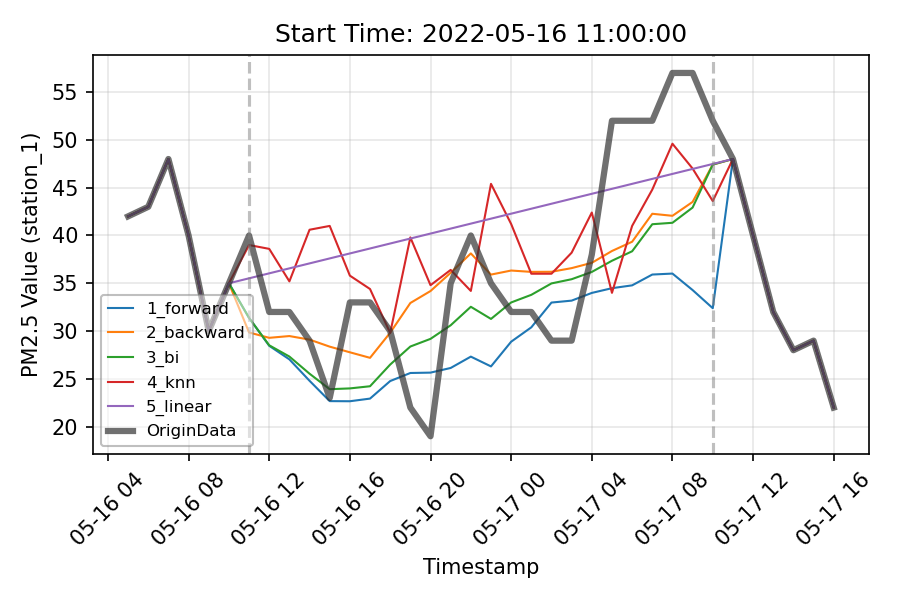 Start Time: 2022-05-16 11:00:00
PM2.5 Value (station_1)
55
50
45
40
35
30
25
20
1_forward
2_backward
3_bi
4_knn
5_linear
OriginData
05-16 04
05-16 08
05-16 12
05-16 16
05-16 20
05-17 00
05-17 04
05-17 08
05-17 12
05-17 16
Timestamp